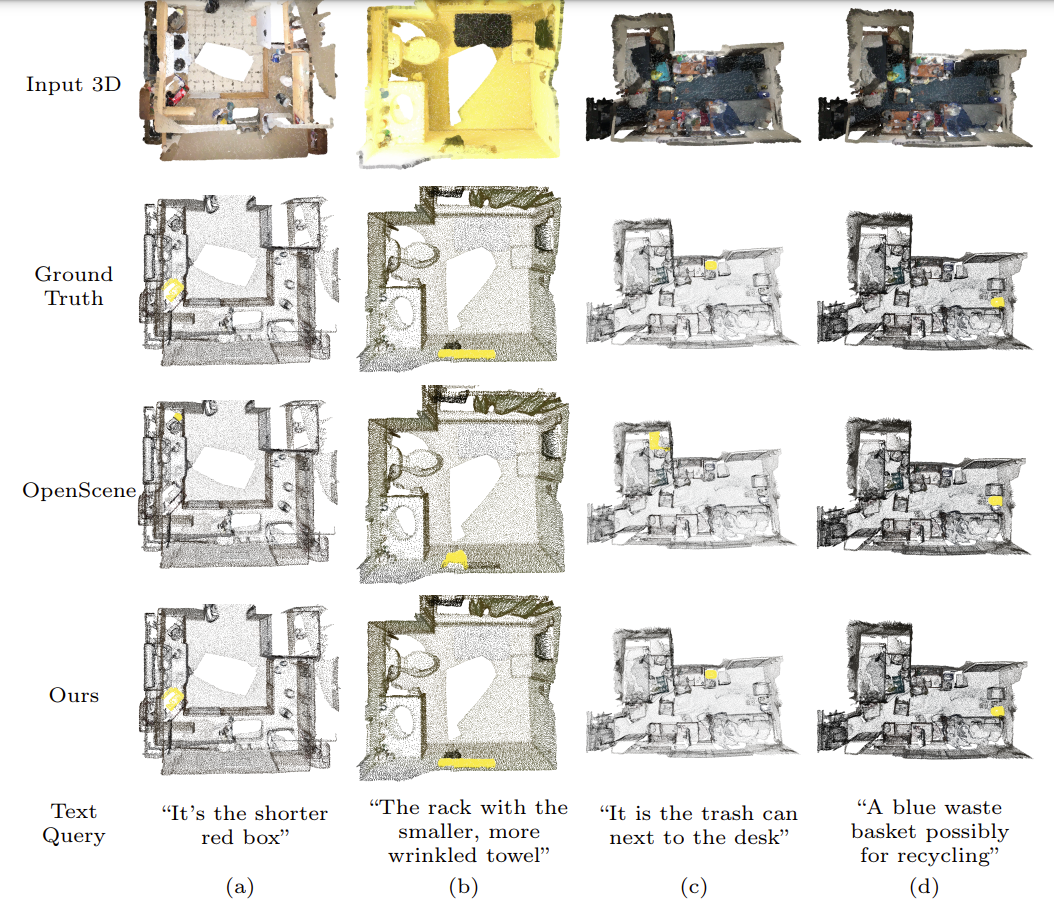 Input 3D
Ground
Truth
OpenScene
Ours
Text
Query
“It’s the shorter
red box”
“The rack with the
smaller, more
wrinkled towel”
“It is the trash can
next to the desk”
“A blue waste
basket possibly
for recycling”
(a)
(b)
(c)
(d)